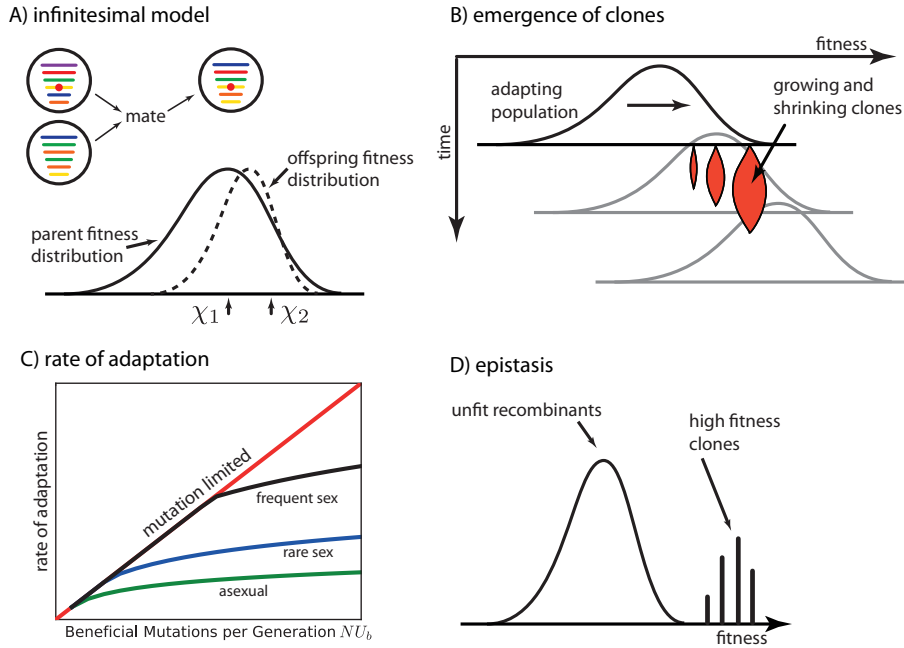 A) infinitesimal model
mate
offspring fitness
distribution
parent fitness
distribution
χ1
χ2
B) emergence of clones
fitness
time
adapting
population
growing and
shrinking clones
C) rate of adaptation
rate of adaptation
mutation limited
frequent sex
rare sex
asexual
Beneficial Mutations per Generation NU_b
D) epistasis
unfit recombinants
high fitness
clones
fitness